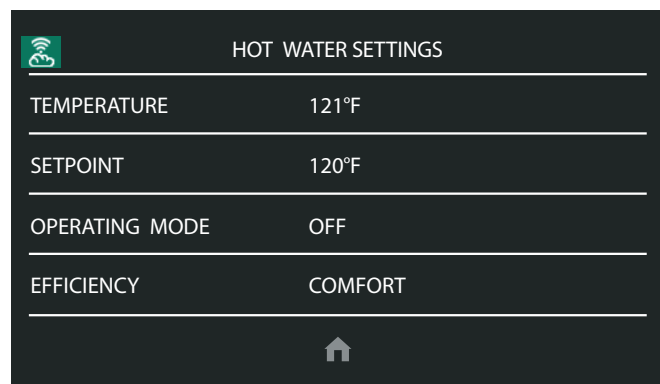 HOT WATER SETTINGS
TEMPERATURE 121°F
SETPOINT 120°F
OPERATING MODE OFF
EFFICIENCY COMFORT